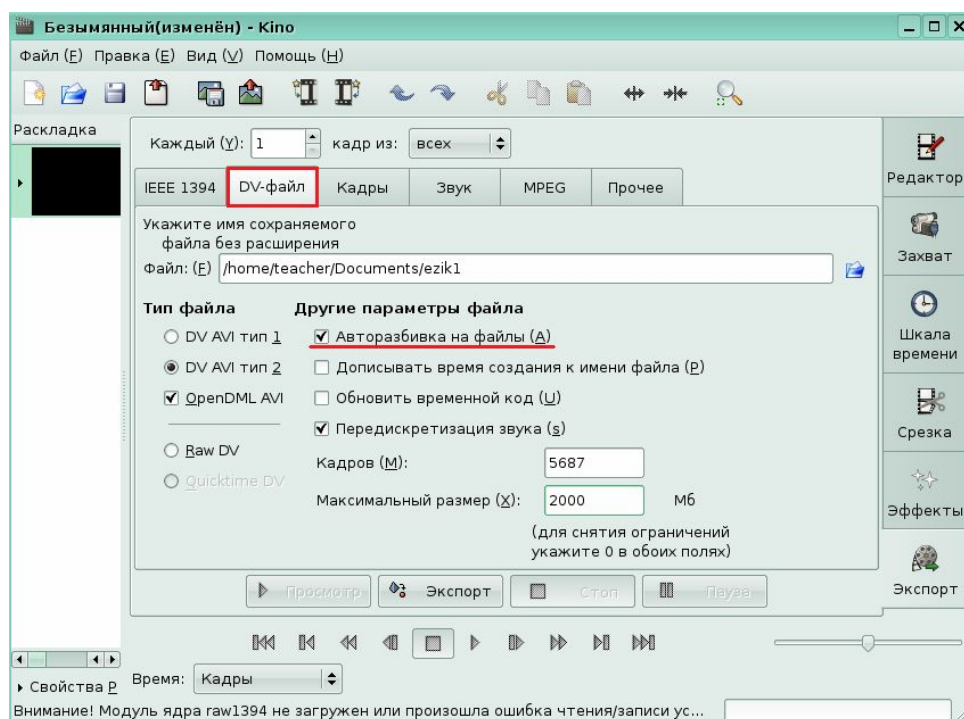 Безымянный(изменён) - Kino
Файл (F) Правка (E) Вид (V) Помощь (H)
Раскладка
Каждый (Y): 1 кадр из: всех
IEEE 1394 DV-файл Кадры Звук MPEG Прочее
Укажите имя сохраняемого
файла без расширения
Файл: (F) /home/teacher/Documents/ezik1
Тип файла Другие параметры файла
DV AVI тип 1 Авторазбивка на файлы (A)
DV AVI тип 2 Дописывать время создания к имени файла (P)
OpenDML AVI Обновить временной код (U)
Передискретизация звука (s)
Raw DV
Кадров (M): 5687
Quicktime DV
Максимальный размер (X): 2000 Мб
(для снятия ограничений
укажите 0 в обоих полях)
Просмотр Экспорт Стоп Пауза
Редактор
Захват
Шкала
времени
Срезка
Эффекты
Экспорт
Свойства P
Время: Кадры
Внимание! Модуль ядра raw1394 не загружен или произошла ошибка чтения/записи ус...